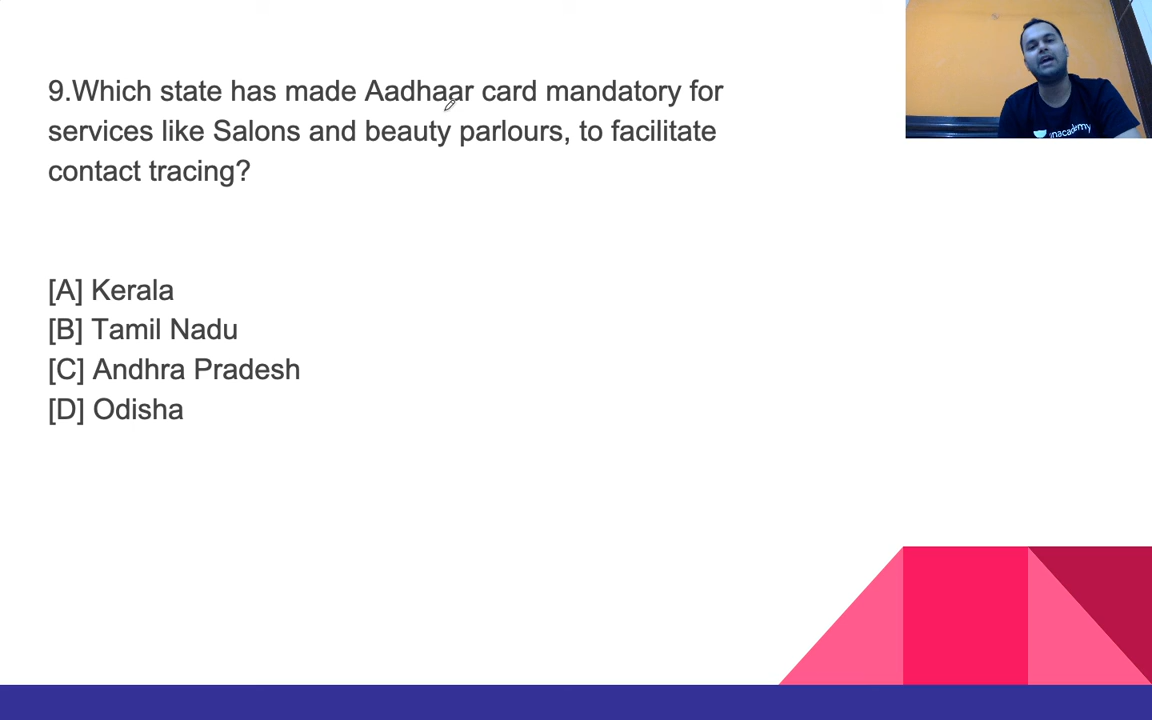 9.Which state has made Aadhaar card mandatory for
services like Salons and beauty parlours, to facilitate
contact tracing?
[A] Kerala
[B] Tamil Nadu
[C] Andhra Pradesh
[D] Odisha
unacademy